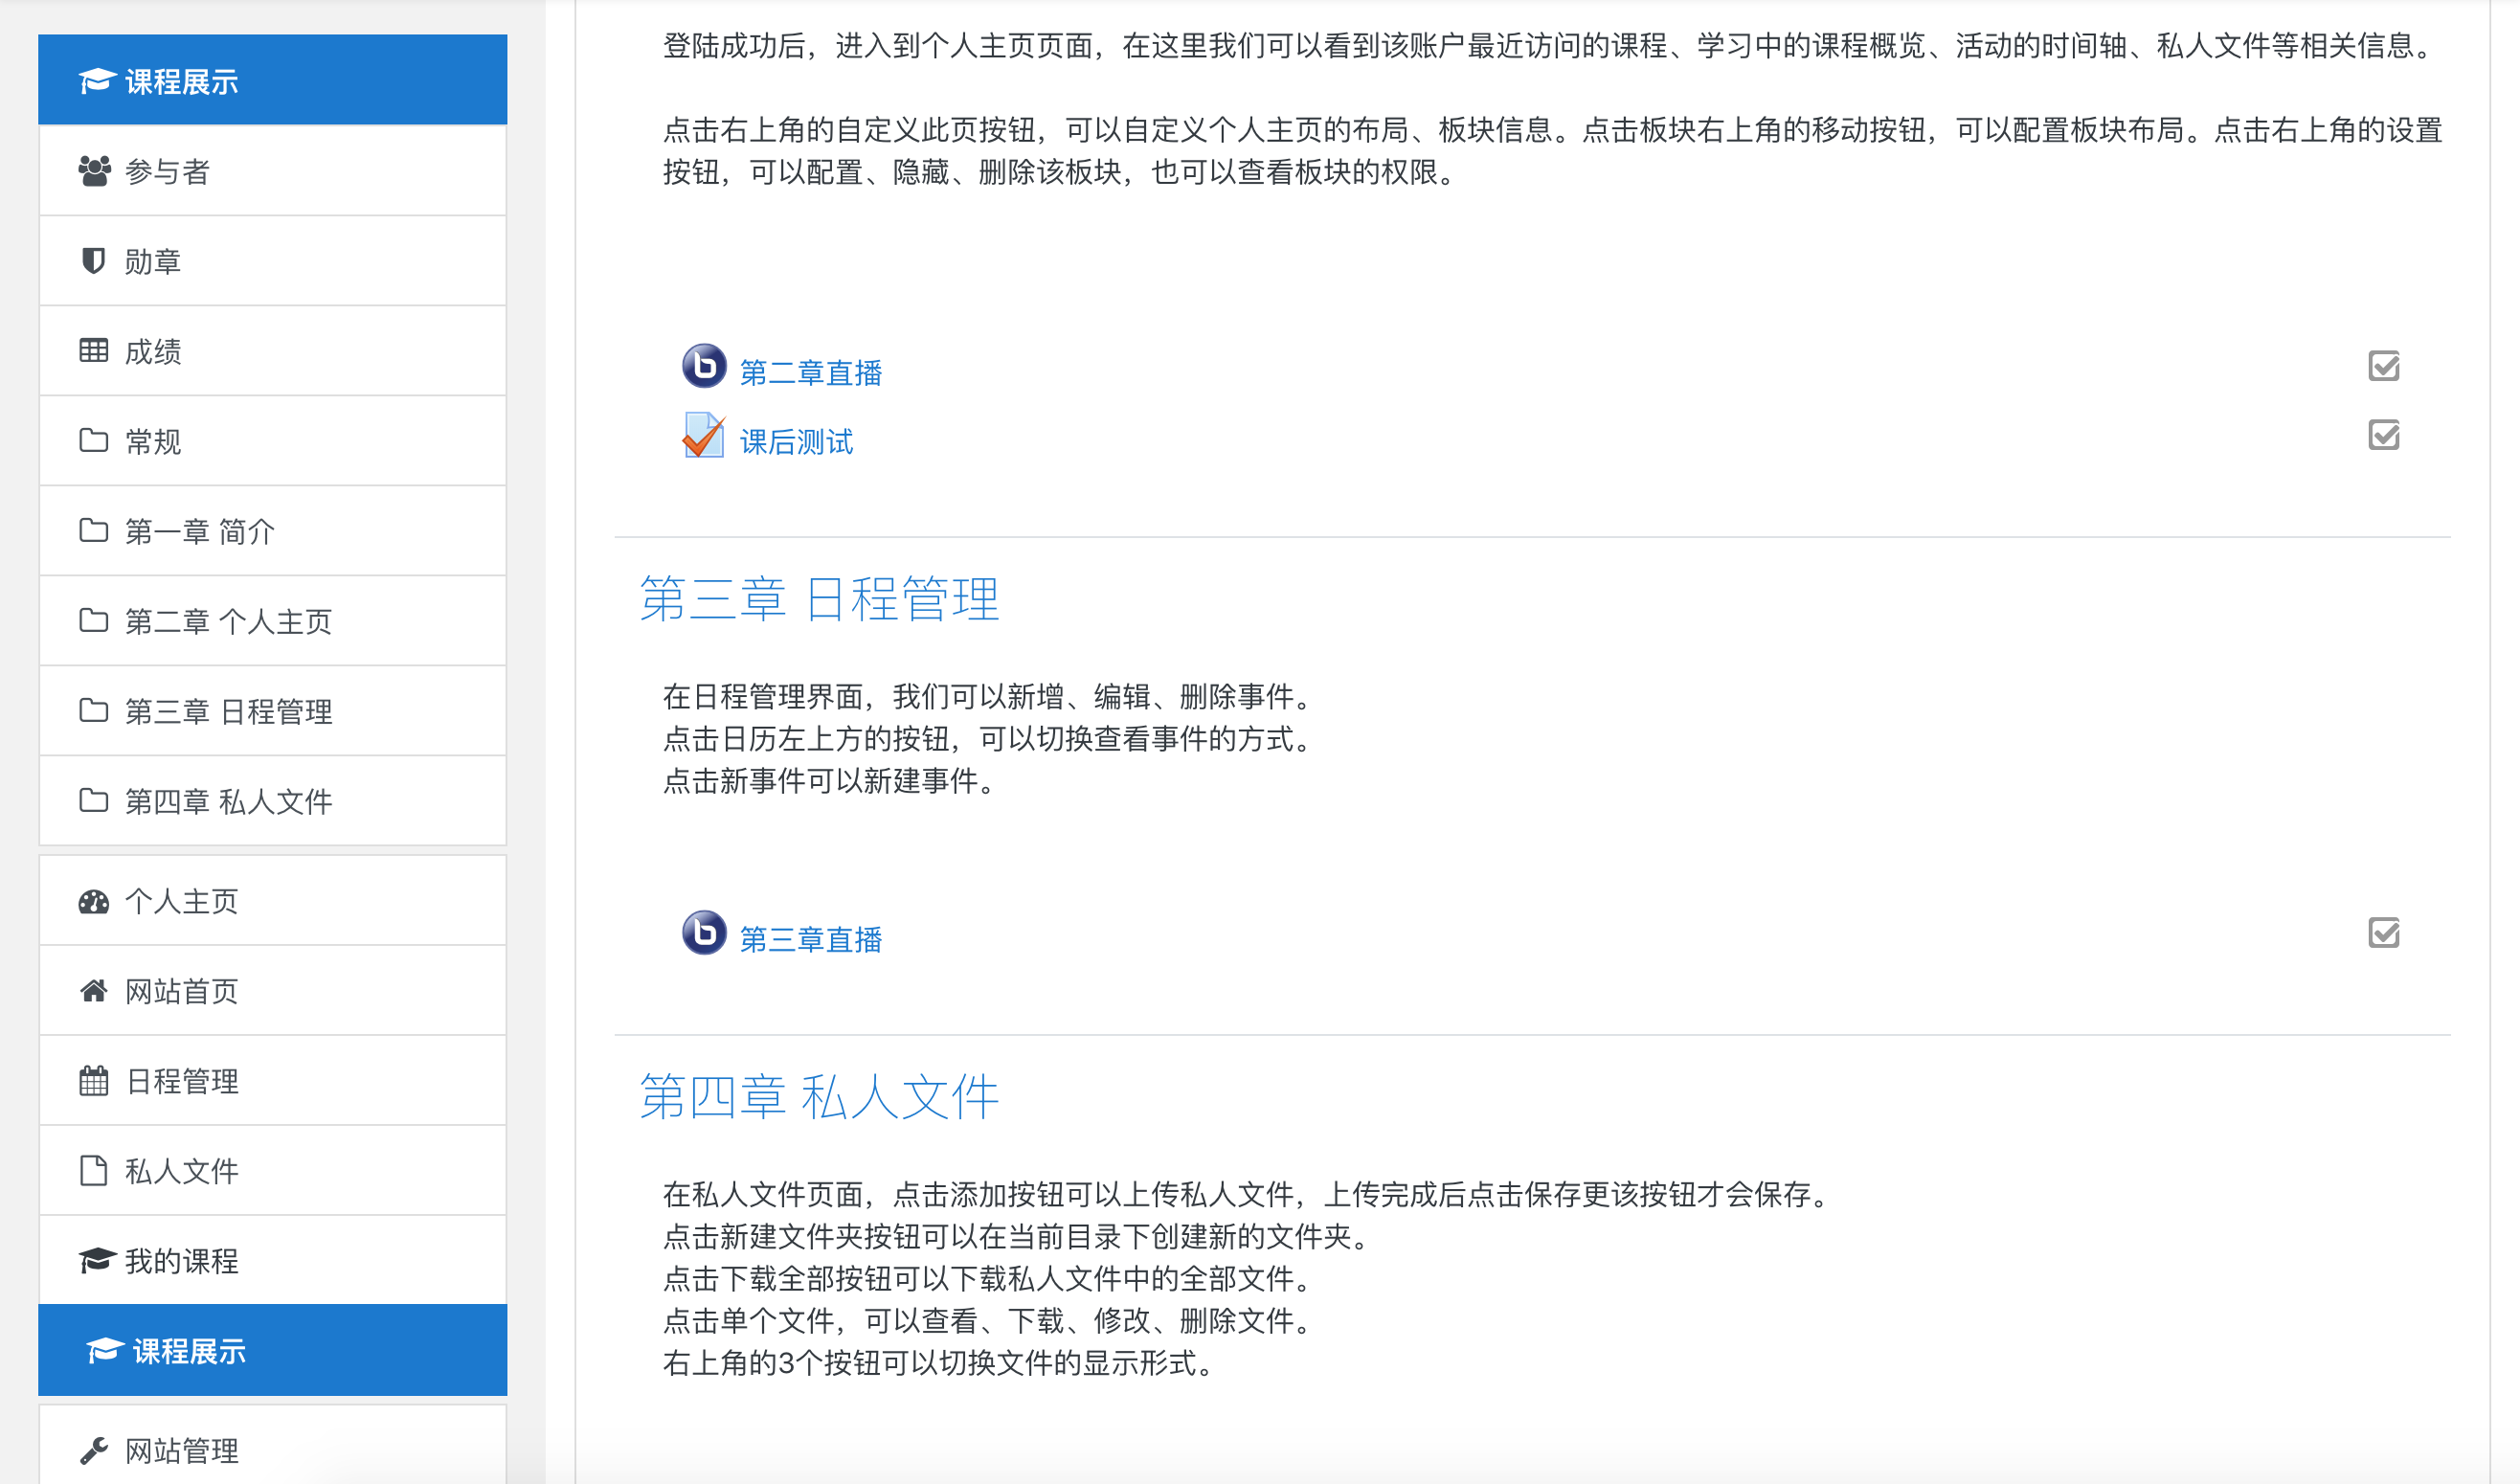 课程展示
参与者
勋章
成绩
常规
第一章 简介
第二章 个人主页
第三章 日程管理
第四章 私人文件
个人主页
网站首页
日程管理
私人文件
我的课程
课程展示
网站管理
登陆成功后，进入到个人主页页面，在这里我们可以看到该账户最近访问的课程、学习中的课程概览、活动的时间轴、私人文件等相关信息。
点击右上角的自定义此页按钮，可以自定义个人主页的布局、板块信息。点击板块右上角的移动按钮，可以配置板块布局。点击右上角的设置
按钮，可以配置、隐藏、删除该板块，也可以查看板块的权限。
第二章直播
课后测试
第三章 日程管理
在日程管理界面，我们可以新增、编辑、删除事件。
点击日历左上方的按钮，可以切换查看事件的方式。
点击新事件可以新建事件。
第三章直播
第四章 私人文件
在私人文件页面，点击添加按钮可以上传私人文件，上传完成后点击保存更该按钮才会保存。
点击新建文件夹按钮可以在当前目录下创建新的文件夹。
点击下载全部按钮可以下载私人文件中的全部文件。
点击单个文件，可以查看、下载、修改、删除文件。
右上角的3个按钮可以切换文件的显示形式。